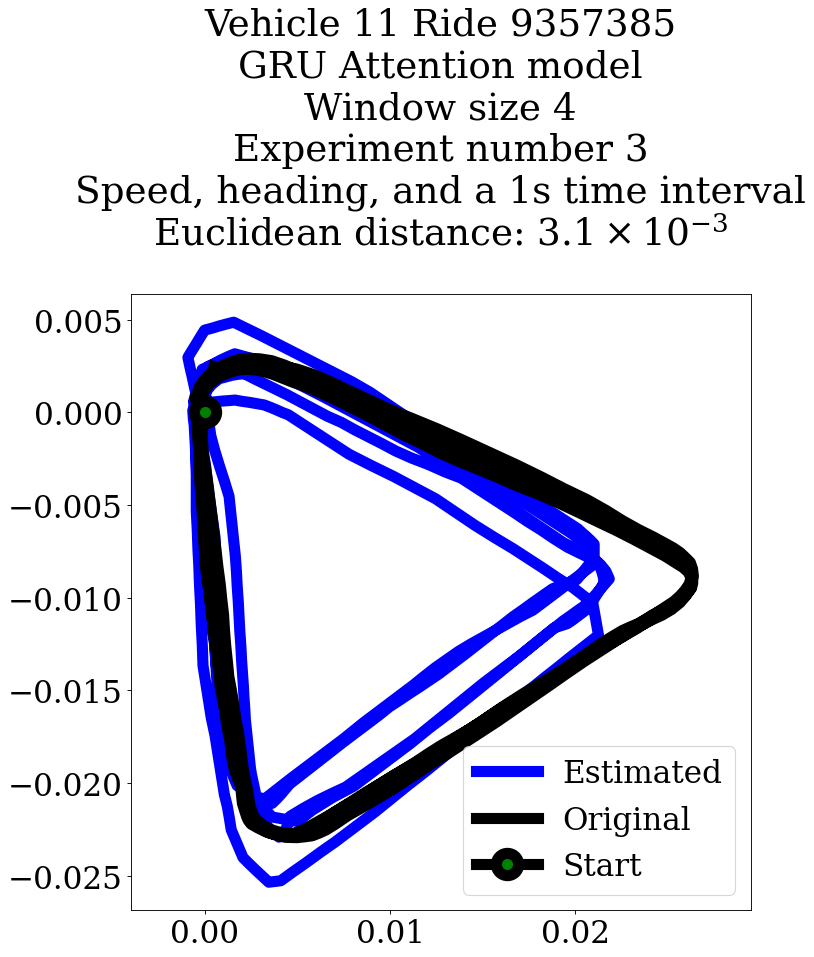 Vehicle 11 Ride 9357385
GRU Attention model
Window size 4
Experiment number 3
Speed, heading, and a 1s time interval
Euclidean distance: 3.1 × 10⁻³
0.005
0.000
−0.005
−0.010
−0.015
−0.020
−0.025
0.00
0.01
0.02
Estimated
Original
Start